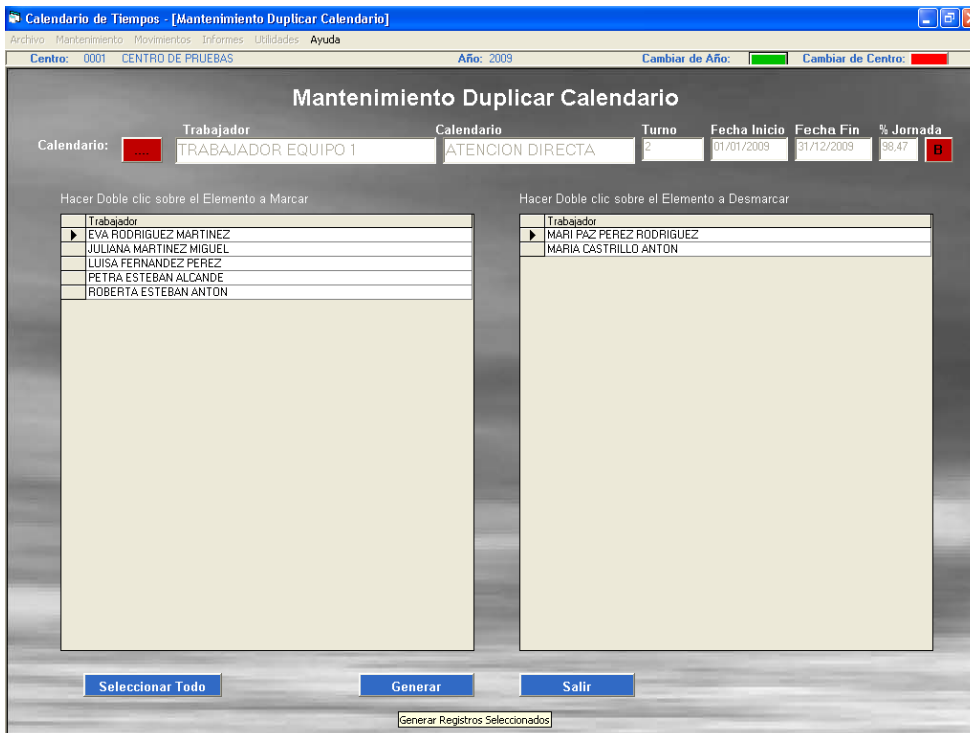 Calendario de Tiempos - [Mantenimiento Duplicar Calendario]
Archivo Mantenimiento Movimientos Informes Utilidades Ayuda
Centro: 0001 CENTRO DE PRUEBAS Año: 2009 Cambiar de Año: Cambiar de Centro:
Mantenimiento Duplicar Calendario
Trabajador Calendario Turno Fecha Inicio Fecha Fin % Jornada
Calendario: .... TRABAJADOR EQUIPO 1 ATENCION DIRECTA 2 01/01/2009 31/12/2009 98,47 B
Hacer Doble clic sobre el Elemento a Marcar
Trabajador
EVA RODRIGUEZ MARTINEZ
JULIANA MARTINEZ MIGUEL
LUISA FERNANDEZ PEREZ
PETRA ESTEBAN ALCANDE
ROBERTA ESTEBAN ANTON
Hacer Doble clic sobre el Elemento a Desmarcar
Trabajador
MARI PAZ PEREZ RODRIGUEZ
MARIA CASTRILLO ANTON
Seleccionar Todo Generar Salir
Generar Registros Seleccionados